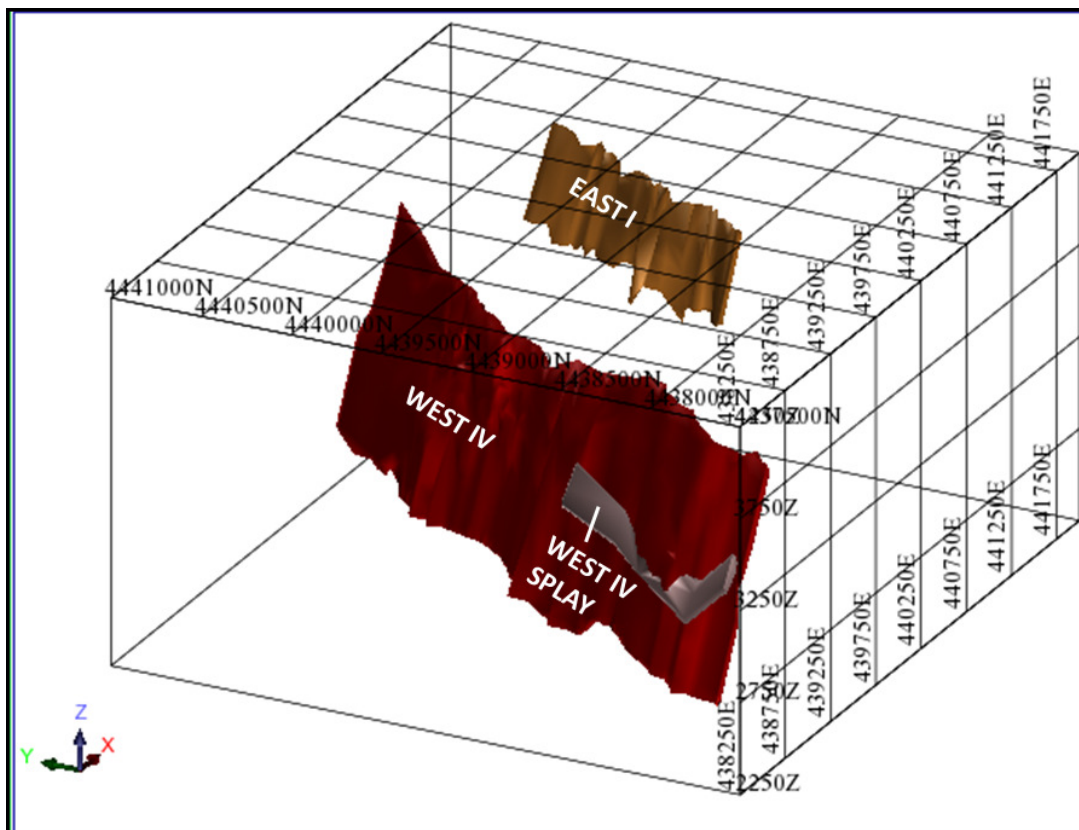 EAST I
WEST IV
WEST IV
SPLAY
4441000N
4440500N
4440000N
4439500N
4439000N
4438500N
4438000N
438250E
438750E
439250E
439750E
440250E
440750E
441250E
441750E
3750Z
3250Z
2750Z
2250Z
438250E
438750E
439250E
439750E
440250E
440750E
441250E
441750E
Z
Y
X